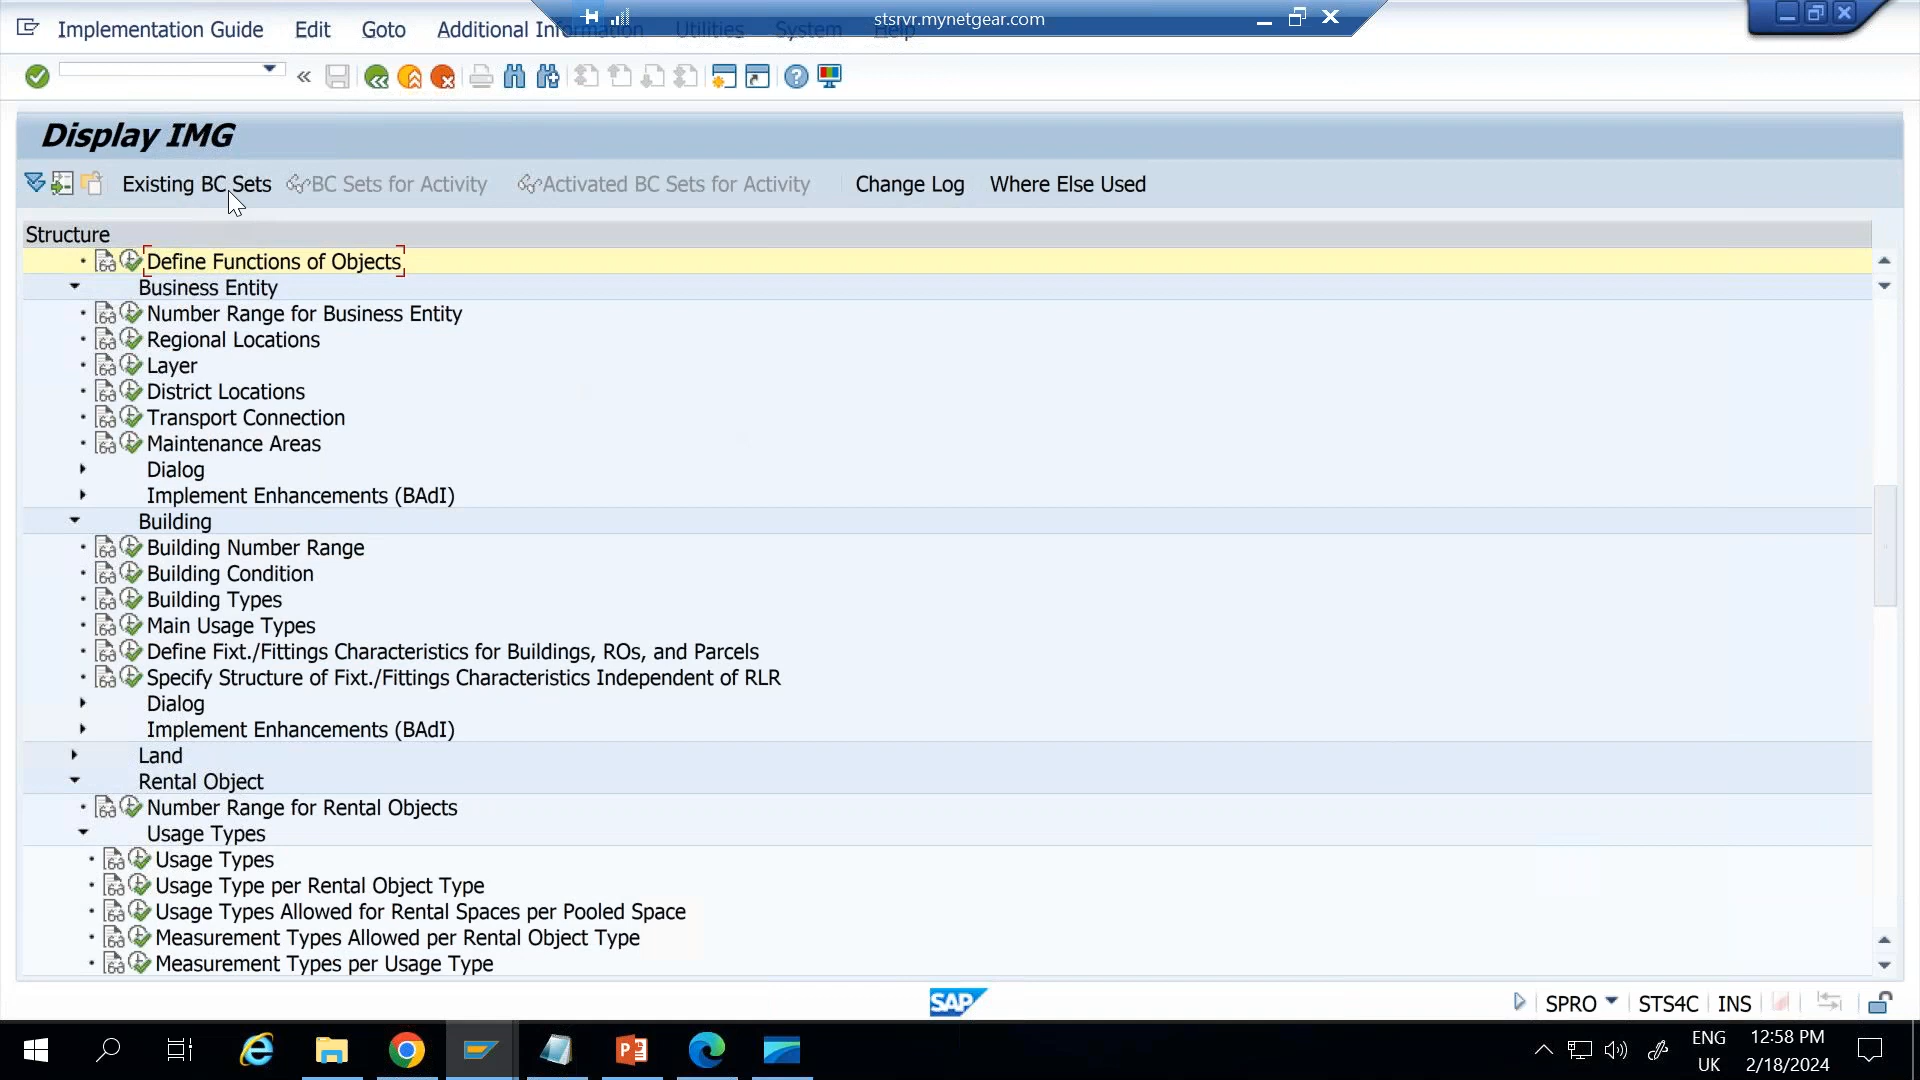 stsrvr.mynetgear.com
Implementation Guide Edit Goto Additional Information Utilities System Help
Display IMG
Existing BC Sets BC Sets for Activity Activated BC Sets for Activity Change Log Where Else Used
Structure
Define Functions of Objects
Business Entity
Number Range for Business Entity
Regional Locations
Layer
District Locations
Transport Connection
Maintenance Areas
Dialog
Implement Enhancements (BAdI)
Building
Building Number Range
Building Condition
Building Types
Main Usage Types
Define Fixt./Fittings Characteristics for Buildings, ROs, and Parcels
Specify Structure of Fixt./Fittings Characteristics Independent of RLR
Dialog
Implement Enhancements (BAdI)
Land
Rental Object
Number Range for Rental Objects
Usage Types
Usage Types
Usage Type per Rental Object Type
Usage Types Allowed for Rental Spaces per Pooled Space
Measurement Types Allowed per Rental Object Type
Measurement Types per Usage Type
SAP SPRO STS4C INS
ENG 12:58 PM
UK 2/18/2024